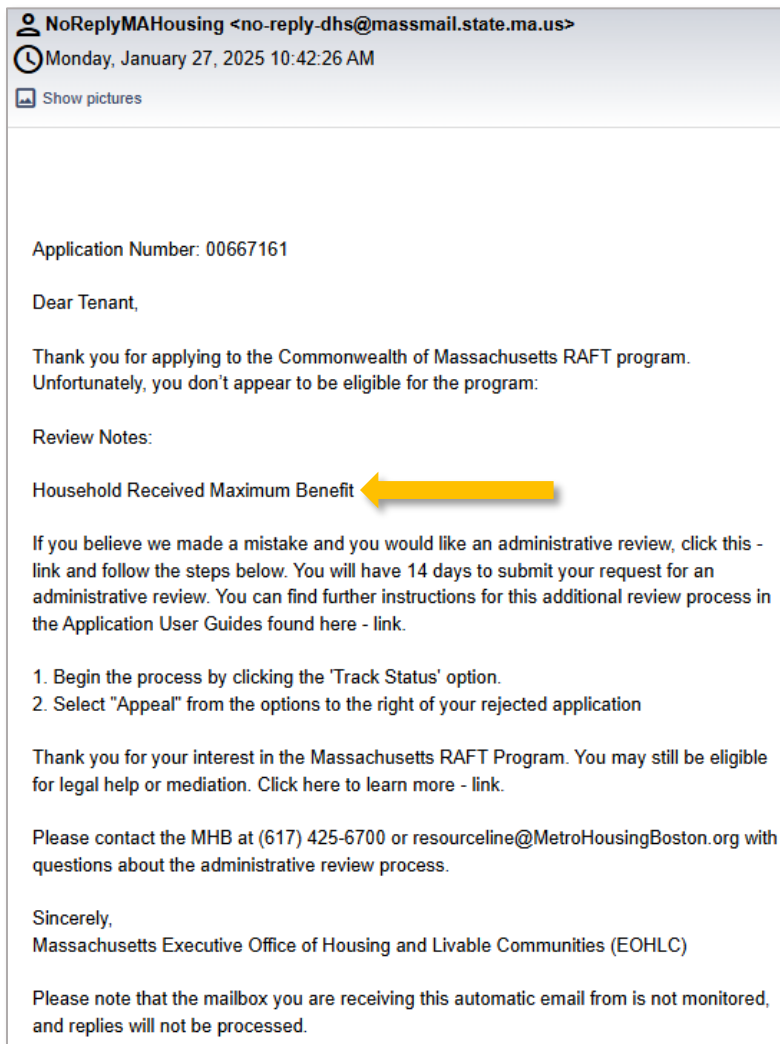 NoReplyMAHousing <no-reply-dhs@massmail.state.ma.us>
Monday, January 27, 2025 10:42:26 AM
Show pictures
Application Number: 00667161
Dear Tenant,
Thank you for applying to the Commonwealth of Massachusetts RAFT program.
Unfortunately, you don’t appear to be eligible for the program:
Review Notes:
Household Received Maximum Benefit
If you believe we made a mistake and you would like an administrative review, click this -
link and follow the steps below. You will have 14 days to submit your request for an
administrative review. You can find further instructions for this additional review process in
the Application User Guides found here - link.
1. Begin the process by clicking the 'Track Status' option.
2. Select "Appeal" from the options to the right of your rejected application
Thank you for your interest in the Massachusetts RAFT Program. You may still be eligible
for legal help or mediation. Click here to learn more - link.
Please contact the MHB at (617) 425-6700 or resourceline@MetroHousingBoston.org with
questions about the administrative review process.
Sincerely,
Massachusetts Executive Office of Housing and Livable Communities (EOHLC)
Please note that the mailbox you are receiving this automatic email from is not monitored,
and replies will not be processed.